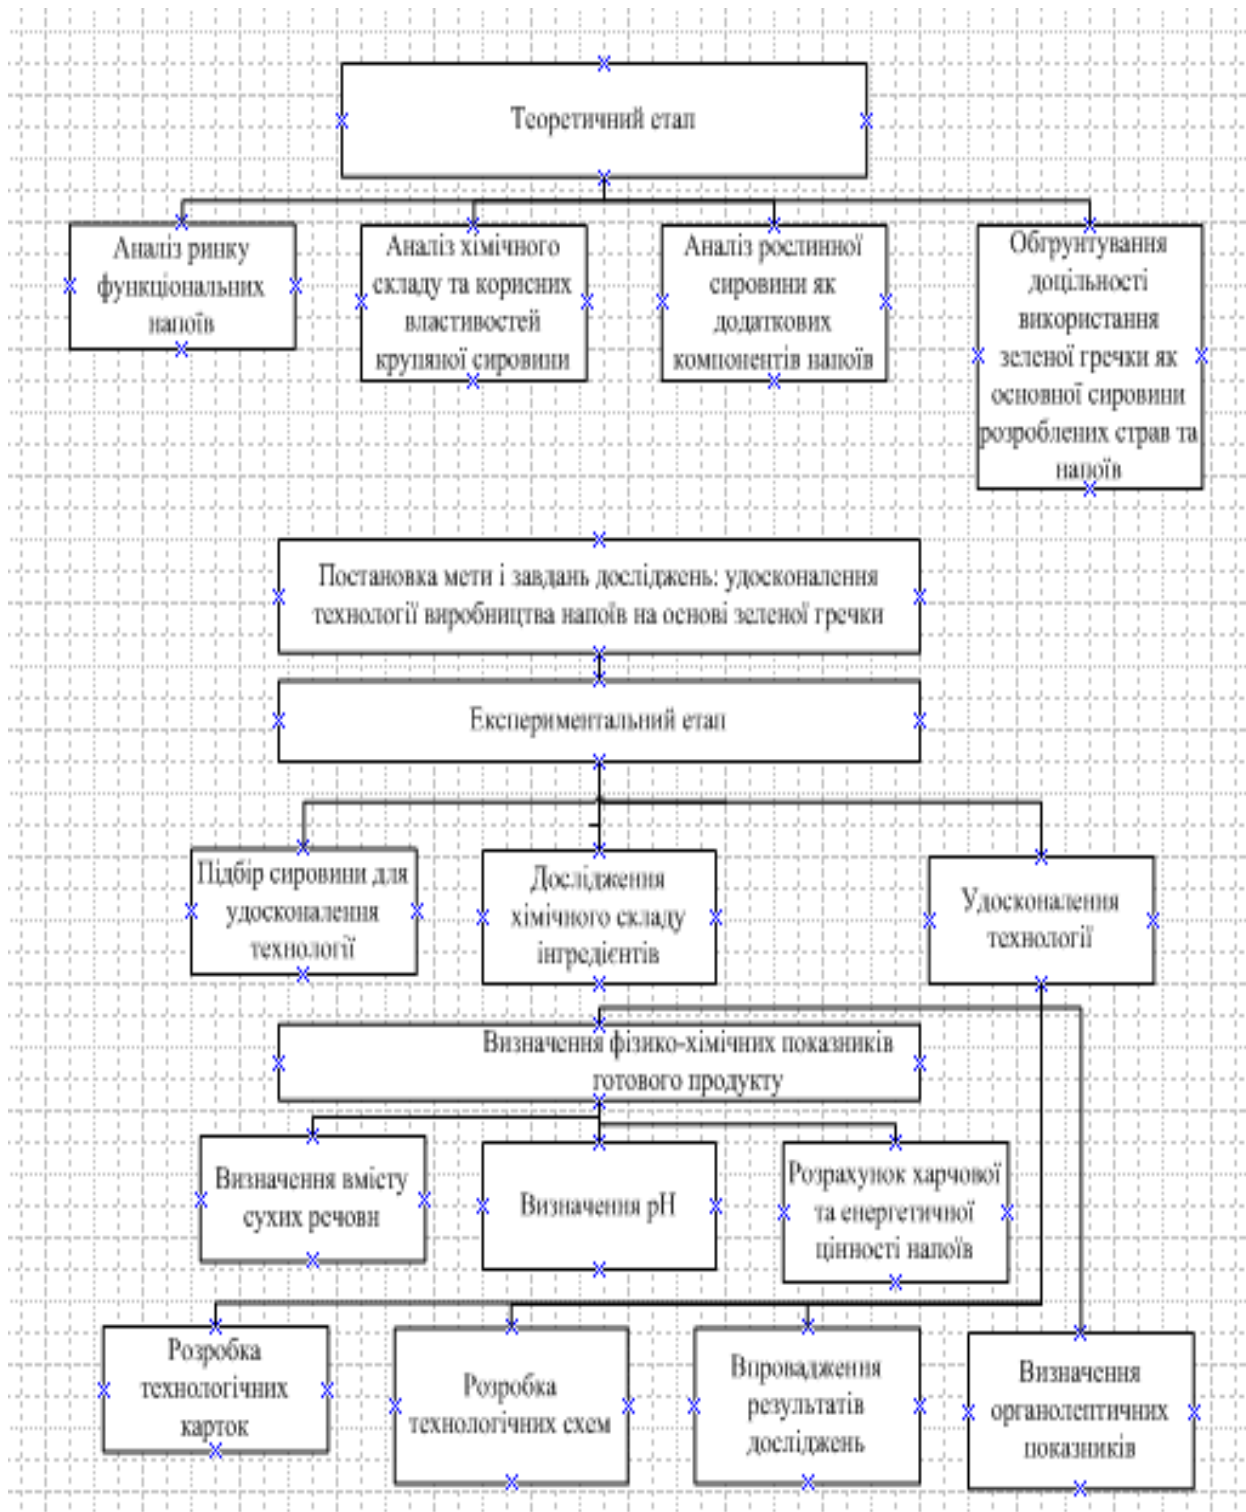 Теоретичний етап
Аналіз ринку
функціональних
напоїв
Аналіз хімічного
складу та корисних
властивостей
крупяної сировини
Аналіз рослинної
сировини як
додаткових
компонентів напоїв
Обгрунтування
доцільності
використання
зеленої гречки як
основної сировини
розроблених страв та
напоїв
Постановка мети і завдань досліджень: удосконалення
технології виробництва напоїв на основі зеленої гречки
Експериментальний етап
Підбір сировини для
удосконалення
технології
Дослідження
хімічного складу
інгредієнтів
Удосконалення
технології
Визначення фізико-хімічних показників
готового продукту
Визначення вмісту
сухих речовн
Визначення pH
Розрахунок харчової
та енергетичної
цінності напоїв
Розробка
технологічних
карток
Розробка
технологічних схем
Впровадження
результатів
досліджень
Визначення
органолептичних
показників